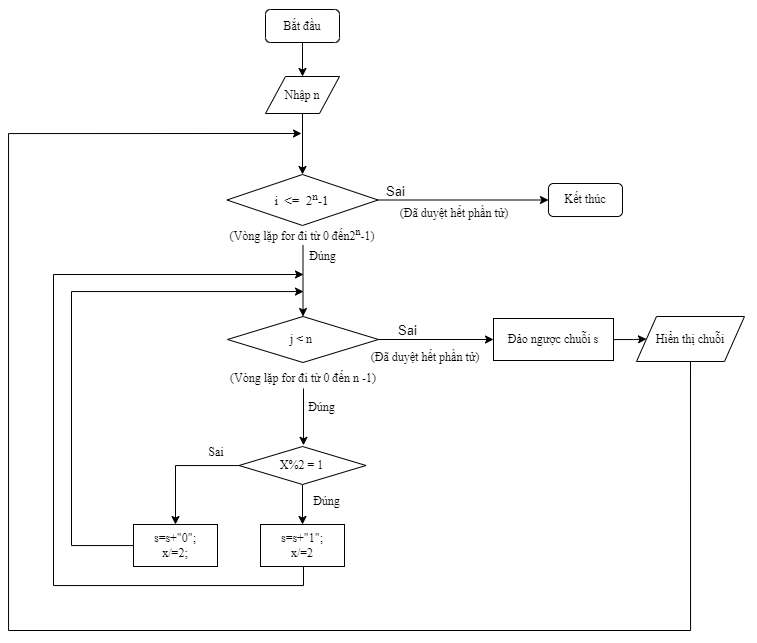 Bắt đầu
Nhập n
i <= 2ⁿ-1
Sai
(Đã duyệt hết phần tử)
Kết thúc
(Vòng lặp for đi từ 0 đến2ⁿ-1)
Đúng
j < n
Sai
(Đã duyệt hết phần tử)
Đảo ngược chuỗi s
Hiển thị chuỗi
(Vòng lặp for đi từ 0 đến n -1)
Đúng
X%2 = 1
Sai
Đúng
s=s+"0";
x/=2;
s=s+"1";
x/=2